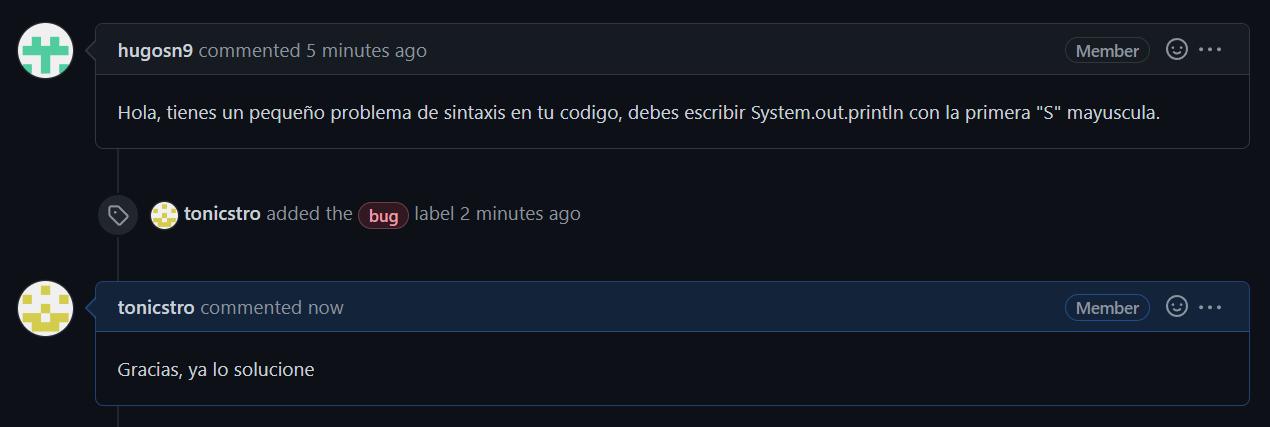 hugosn9 commented 5 minutes ago Member
Hola, tienes un pequeño problema de sintaxis en tu codigo, debes escribir System.out.println con la primera "S" mayuscula.
tonicstro added the bug label 2 minutes ago
tonicstro commented now Member
Gracias, ya lo solucione